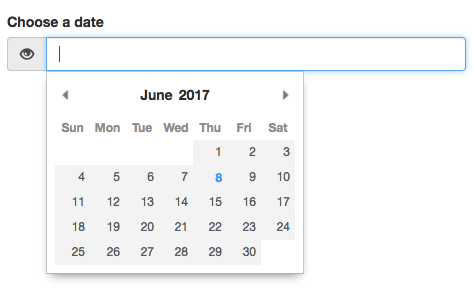 Choose a date
June 2017
Sun Mon Tue Wed Thu Fri Sat
1 2 3
4 5 6 7 8 9 10
11 12 13 14 15 16 17
18 19 20 21 22 23 24
25 26 27 28 29 30